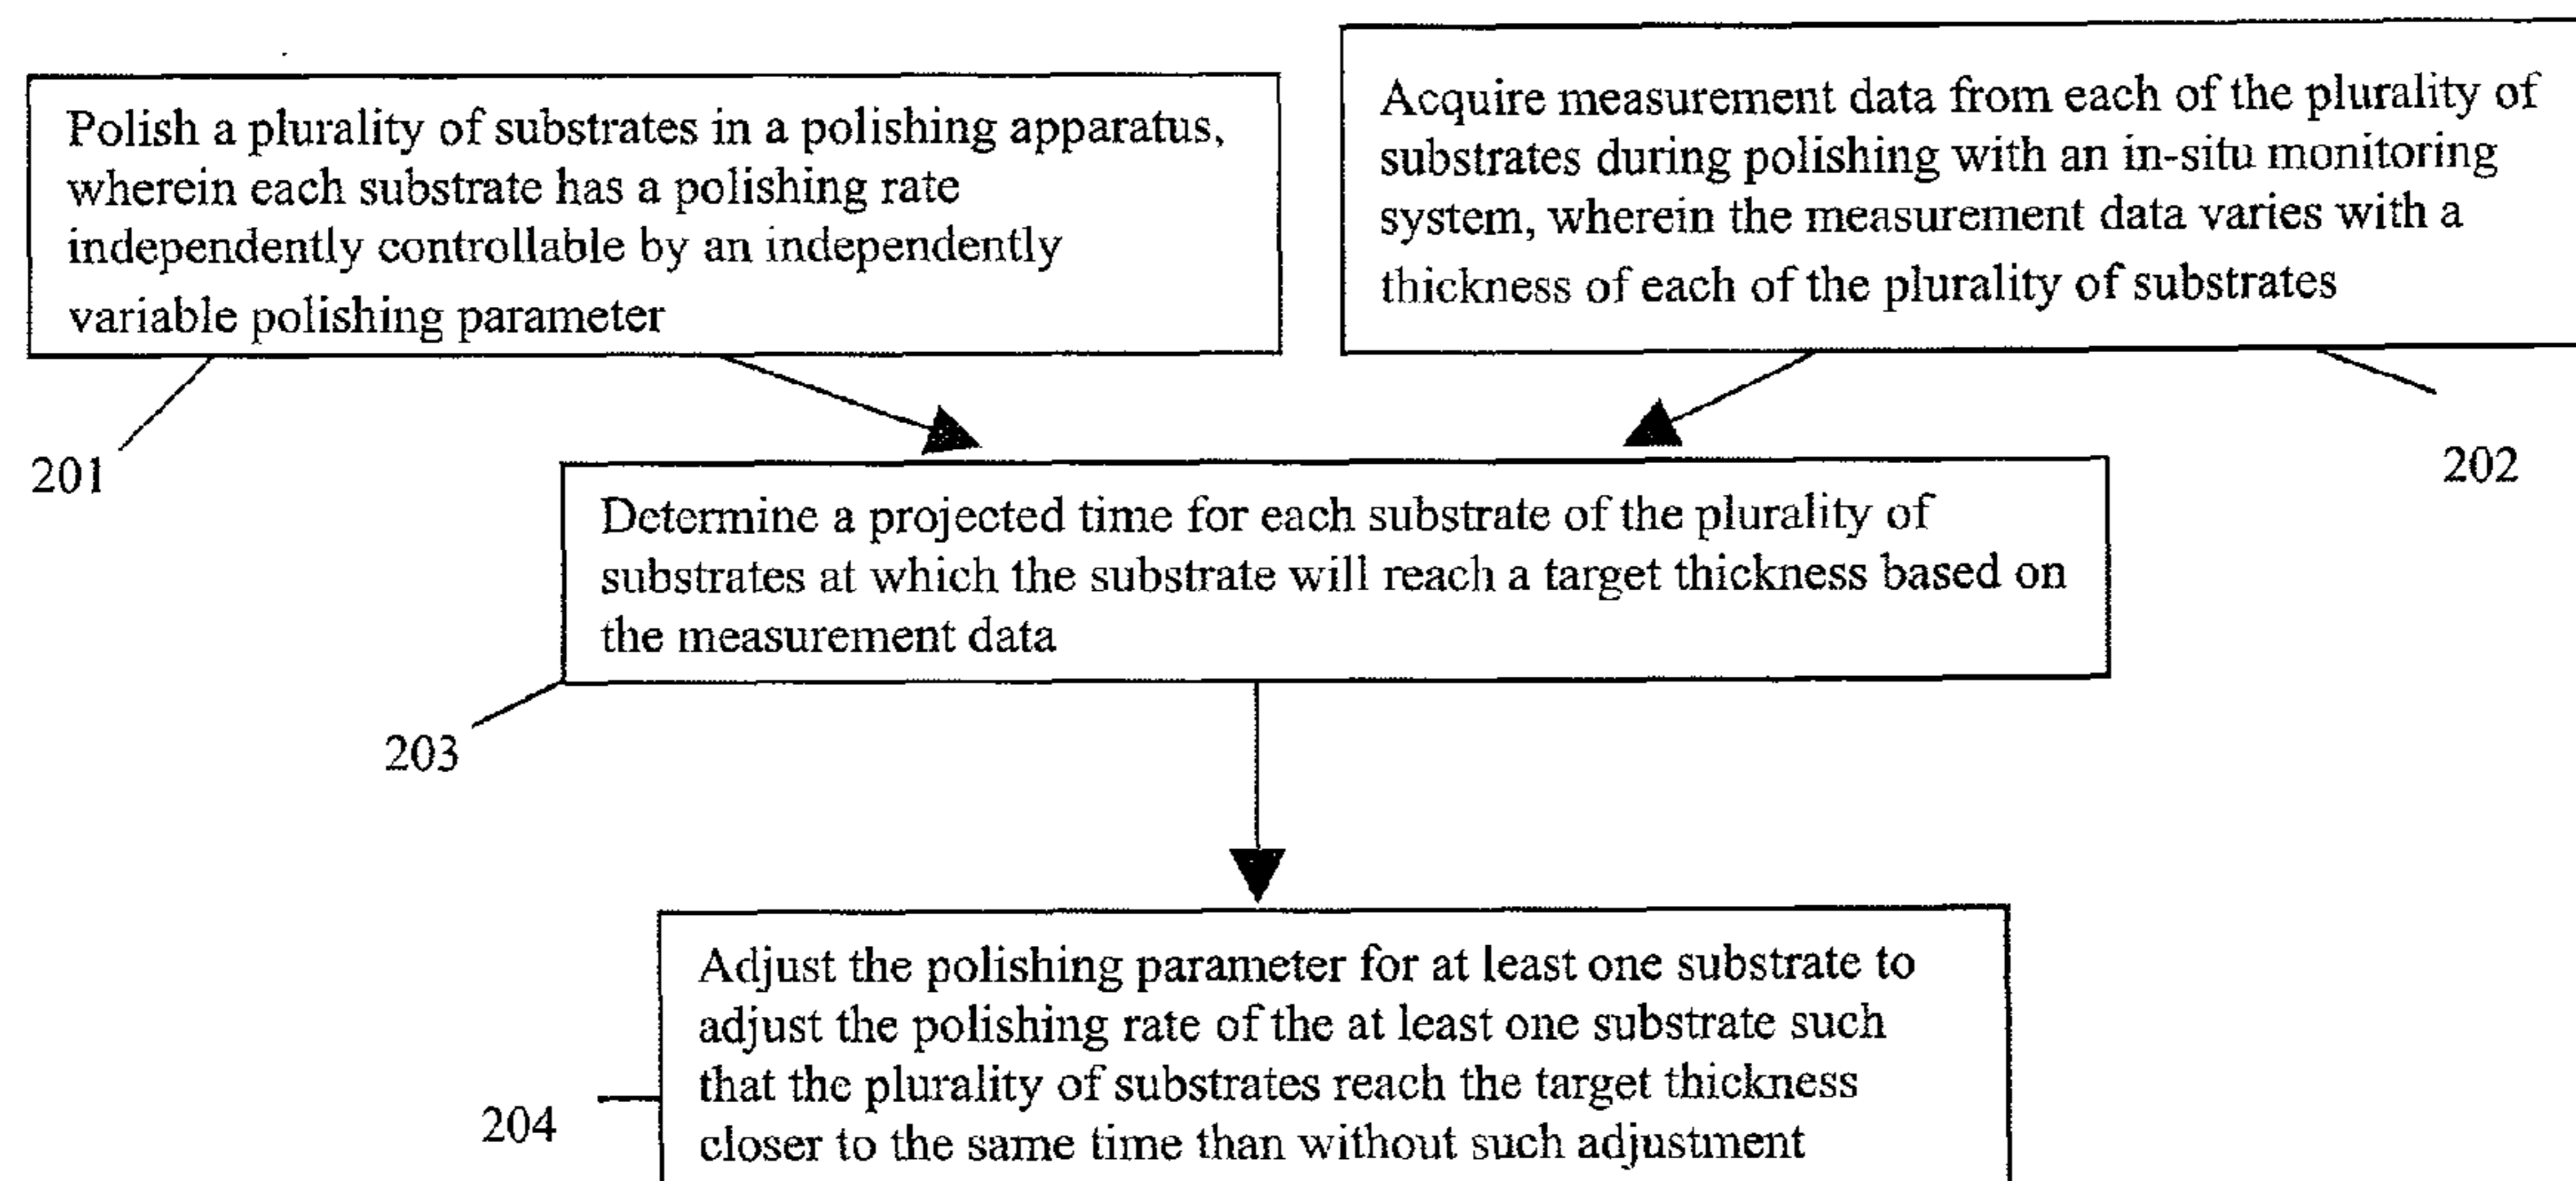 Polish a plurality of substrates in a polishing apparatus,
wherein each substrate has a polishing rate
independently controllable by an independently
variable polishing parameter
Acquire measurement data from each of the plurality of
substrates during polishing with an in-situ monitoring
system, wherein the measurement data varies with a
thickness of each of the plurality of substrates
201
202
Determine a projected time for each substrate of the plurality of
substrates at which the substrate will reach a target thickness based on
the measurement data
203
Adjust the polishing parameter for at least one substrate to
adjust the polishing rate of the at least one substrate such
that the plurality of substrates reach the target thickness
closer to the same time than without such adjustment
204